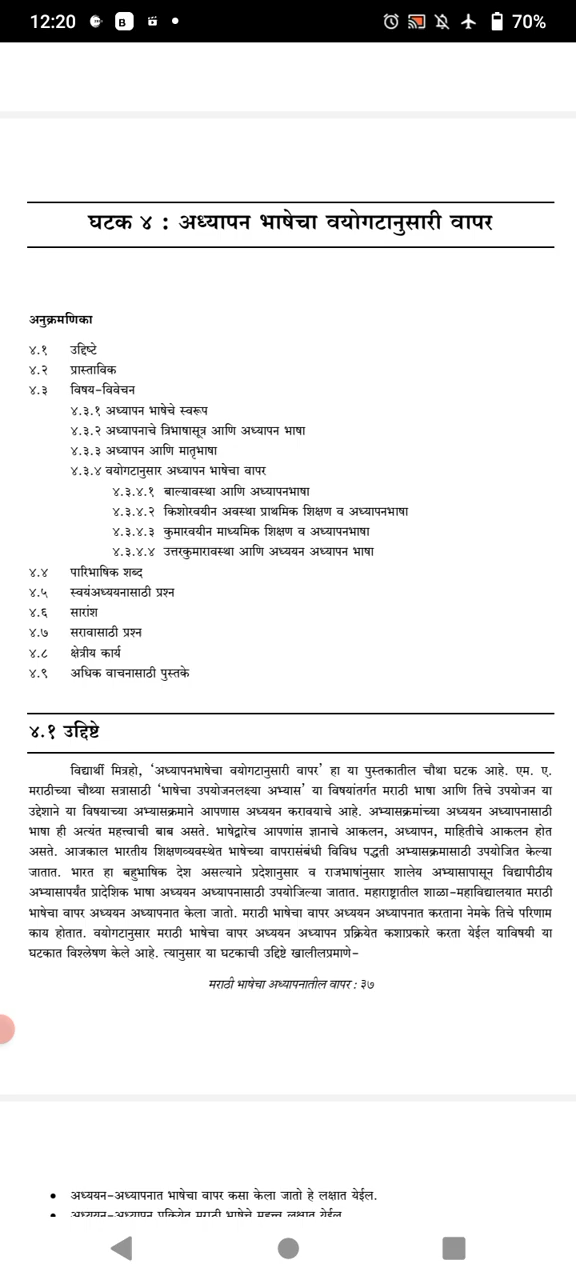 12:20
B
70%
घटक ४ : अध्यापन भाषेचा वयोगटानुसारी वापर
अनुक्रमणिका
४.१ उद्दिष्टे
४.२ प्रास्ताविक
४.३ विषय-विवेचन
४.३.१ अध्यापन भाषेचे स्वरूप
४.३.२ अध्यापनाचे त्रिभाषासूत्र आणि अध्यापन भाषा
४.३.३ अध्यापन आणि मातृभाषा
४.३.४ वयोगटानुसार अध्यापन भाषेचा वापर
४.३.४.१ बाल्यावस्था आणि अध्यापनभाषा
४.३.४.२ किशोरवयीन अवस्था प्राथमिक शिक्षण व अध्यापनभाषा
४.३.४.३ कुमारवयीन माध्यमिक शिक्षण व अध्यापनभाषा
४.३.४.४ उत्तरकुमारावस्था आणि अध्ययन अध्यापन भाषा
४.४ पारिभाषिक शब्द
४.५ स्वयंअध्ययनासाठी प्रश्न
४.६ सारांश
४.७ सरावासाठी प्रश्न
४.८ क्षेत्रीय कार्य
४.९ अधिक वाचनासाठी पुस्तके
४.१ उद्दिष्टे
विद्यार्थी मित्रहो, ‘अध्यापनभाषेचा वयोगटानुसारी वापर’ हा या पुस्तकातील चौथा घटक आहे. एम. ए.
मराठीच्या चौथ्या सत्रासाठी ‘भाषेचा उपयोजनलक्ष्या अभ्यास’ या विषयांतर्गत मराठी भाषा आणि तिचे उपयोजन या
उद्देशाने या विषयाच्या अभ्यासक्रमाने आपणास अध्ययन करावयाचे आहे. अभ्यासक्रमांच्या अध्ययन अध्यापनासाठी
भाषा ही अत्यंत महत्त्वाची बाब असते. भाषेद्वारेच आपणांस ज्ञानाचे आकलन, अध्यापन, माहितीचे आकलन होत
असते. आजकाल भारतीय शिक्षणव्यवस्थेत भाषेच्या वापरासंबंधी विविध पद्धती अभ्यासक्रमासाठी उपयोजित केल्या
जातात. भारत हा बहुभाषिक देश असल्याने प्रदेशानुसार व राजभाषांनुसार शालेय अभ्यासापासून विद्यापीठीय
अभ्यासापर्यंत प्रादेशिक भाषा अध्ययन अध्यापनासाठी उपयोजिल्या जातात. महाराष्ट्रातील शाळा-महाविद्यालयात मराठी
भाषेचा वापर अध्ययन अध्यापनात केला जातो. मराठी भाषेचा वापर अध्ययन अध्यापनात करताना नेमके तिचे परिणाम
काय होतात. वयोगटानुसार मराठी भाषेचा वापर अध्ययन अध्यापन प्रक्रियेत कशाप्रकारे करता येईल याविषयी या
घटकात विश्लेषण केले आहे. त्यानुसार या घटकाची उद्दिष्टे खालीलप्रमाणे-
मराठी भाषेचा अध्यापनातील वापर : ३७
• अध्ययन-अध्यापनात भाषेचा वापर कसा केला जातो हे लक्षात येईल.
• अध्ययन-अध्यापन प्रक्रियेत मराठी भाषेचे महत्त्व लक्षात येईल